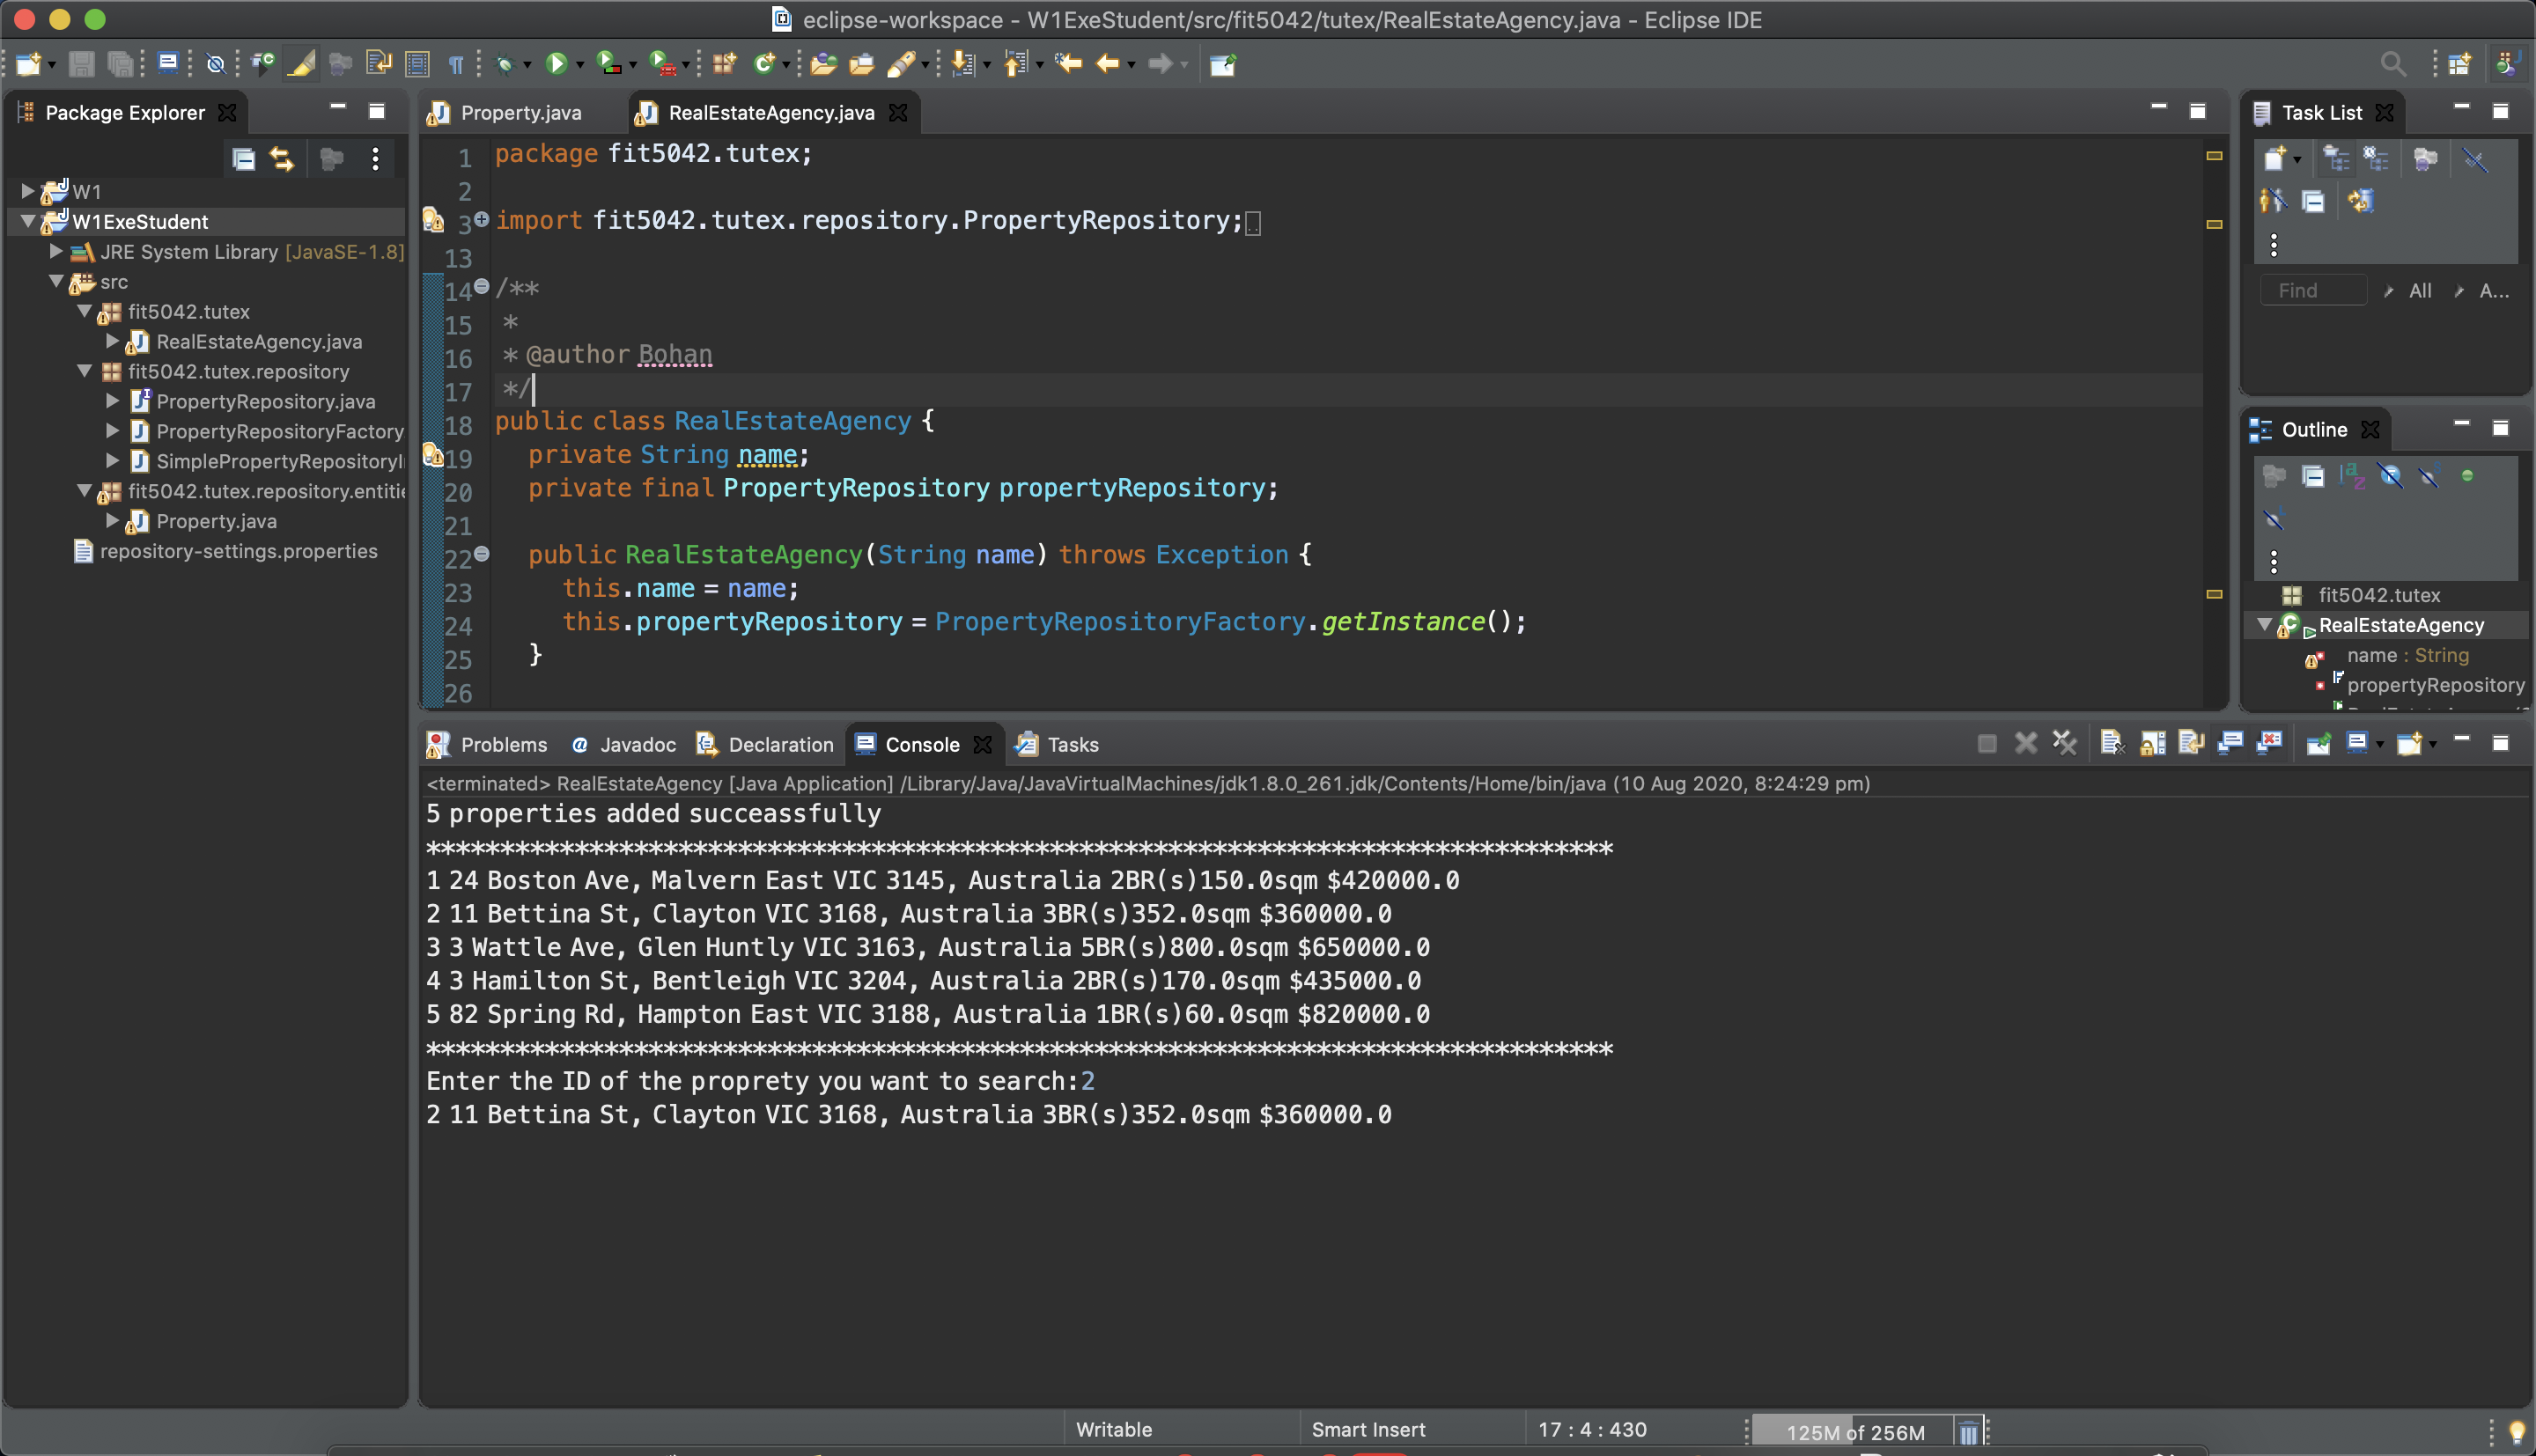 eclipse-workspace - W1ExeStudent/src/fit5042/tutex/RealEstateAgency.java - Eclipse IDE
Package Explorer
W1
W1ExeStudent
JRE System Library [JavaSE-1.8]
src
fit5042.tutex
RealEstateAgency.java
fit5042.tutex.repository
PropertyRepository.java
PropertyRepositoryFactory
SimplePropertyRepositoryI
fit5042.tutex.repository.entitie
Property.java
repository-settings.properties
Property.java
RealEstateAgency.java
1 package fit5042.tutex;
2
3 import fit5042.tutex.repository.PropertyRepository;
13
14 /**
15 *
16 * @author Bohan
17 */
18 public class RealEstateAgency {
19 private String name;
20 private final PropertyRepository propertyRepository;
21
22 public RealEstateAgency(String name) throws Exception {
23 this.name = name;
24 this.propertyRepository = PropertyRepositoryFactory.getInstance();
25 }
26
Task List
Find All A...
Outline
fit5042.tutex
RealEstateAgency
name : String
propertyRepository
Problems Javadoc Declaration Console Tasks
<terminated> RealEstateAgency [Java Application] /Library/Java/JavaVirtualMachines/jdk1.8.0_261.jdk/Contents/Home/bin/java (10 Aug 2020, 8:24:29 pm)
5 properties added succeassfully
********************************************************************************
1 24 Boston Ave, Malvern East VIC 3145, Australia 2BR(s)150.0sqm $420000.0
2 11 Bettina St, Clayton VIC 3168, Australia 3BR(s)352.0sqm $360000.0
3 3 Wattle Ave, Glen Huntly VIC 3163, Australia 5BR(s)800.0sqm $650000.0
4 3 Hamilton St, Bentleigh VIC 3204, Australia 2BR(s)170.0sqm $435000.0
5 82 Spring Rd, Hampton East VIC 3188, Australia 1BR(s)60.0sqm $820000.0
********************************************************************************
Enter the ID of the proprety you want to search:2
2 11 Bettina St, Clayton VIC 3168, Australia 3BR(s)352.0sqm $360000.0
Writable Smart Insert 17 : 4 : 430 125M of 256M